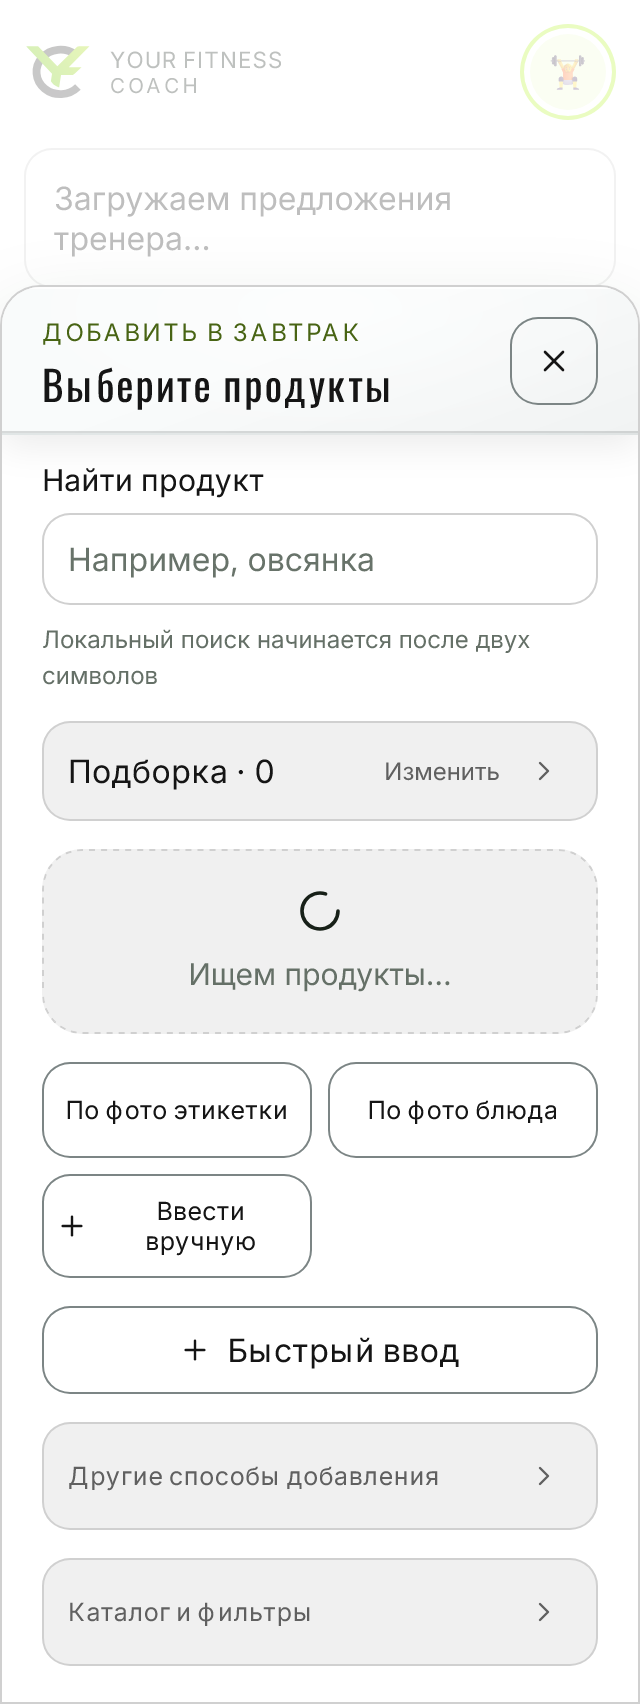 YOUR FITNESS
COACH
Загружаем предложения
тренера...
ДОБАВИТЬ В ЗАВТРАК
Выберите продукты
Найти продукт
Например, овсянка
Локальный поиск начинается после двух
символов
Подборка · 0 Изменить
Ищем продукты...
По фото этикетки По фото блюда
Ввести
вручную
Быстрый ввод
Другие способы добавления
Каталог и фильтры